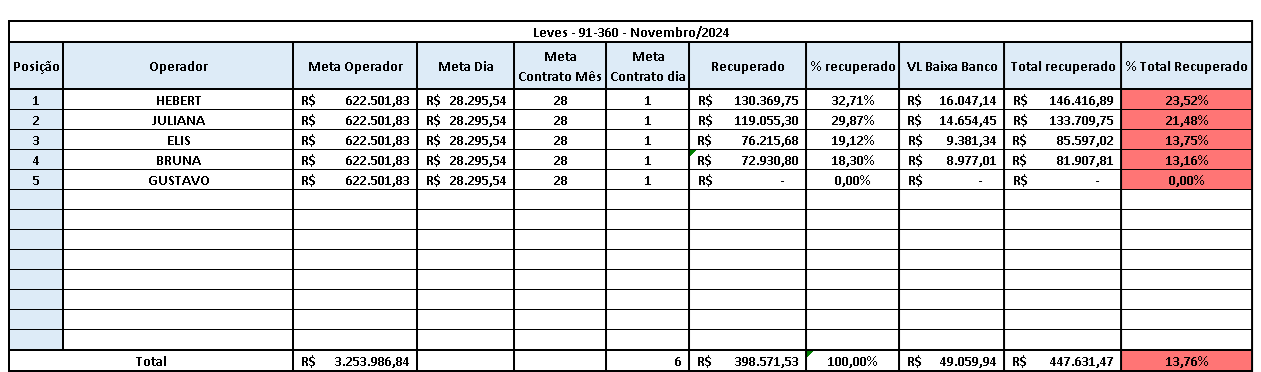 Leves - 91-360 - Novembro/2024
Posição Operador Meta Operador Meta Dia Meta Contrato Mês Meta Contrato dia Recuperado % recuperado VL Baixa Banco Total recuperado % Total Recuperado
1 HEBERT R$ 622.501,83 R$ 28.295,54 28 1 R$ 130.369,75 32,71% R$ 16.047,14 R$ 146.416,89 23,52%
2 JULIANA R$ 622.501,83 R$ 28.295,54 28 1 R$ 119.055,30 29,87% R$ 14.654,45 R$ 133.709,75 21,48%
3 ELIS R$ 622.501,83 R$ 28.295,54 28 1 R$ 76.215,68 19,12% R$ 9.381,34 R$ 85.597,02 13,75%
4 BRUNA R$ 622.501,83 R$ 28.295,54 28 1 R$ 72.930,80 18,30% R$ 8.977,01 R$ 81.907,81 13,16%
5 GUSTAVO R$ 622.501,83 R$ 28.295,54 28 1 R$ - 0,00% R$ - R$ - 0,00%
Total R$ 3.253.986,84 6 R$ 398.571,53 100,00% R$ 49.059,94 R$ 447.631,47 13,76%